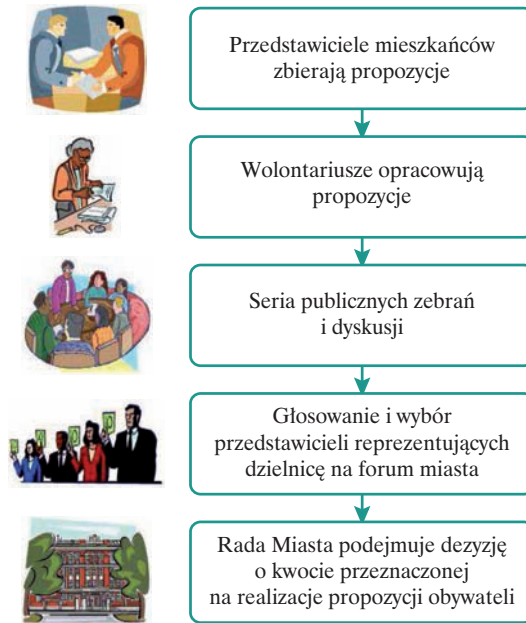 Przedstawiciele mieszkańców
zbierają propozycje
Wolontariusze opracowują
propozycje
Seria publicznych zebrań
i dyskusji
Głosowanie i wybór
przedstawicieli reprezentujących
dzielnicę na forum miasta
Rada Miasta podejmuje dezyzję
o kwocie przeznaczonej
na realizacje propozycji obywateli